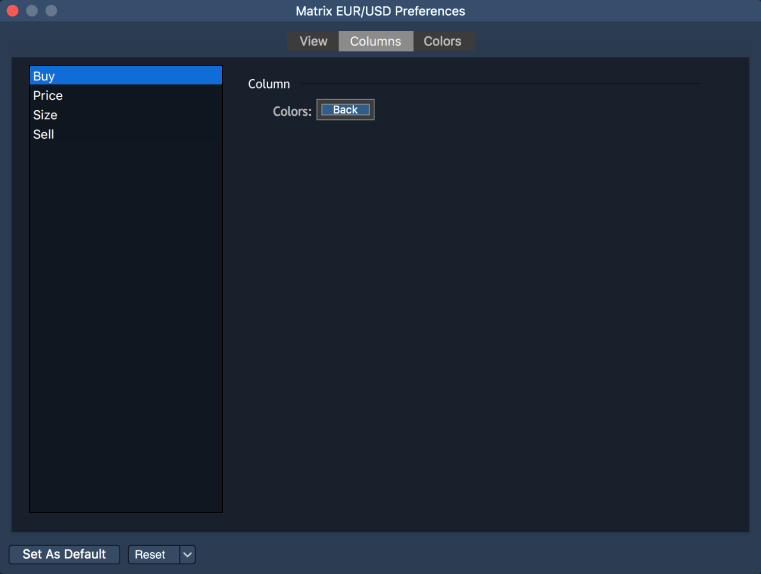 Matrix EUR/USD Preferences
View Columns Colors
Buy
Price
Size
Sell
Column
Colors: Back
Set As Default Reset